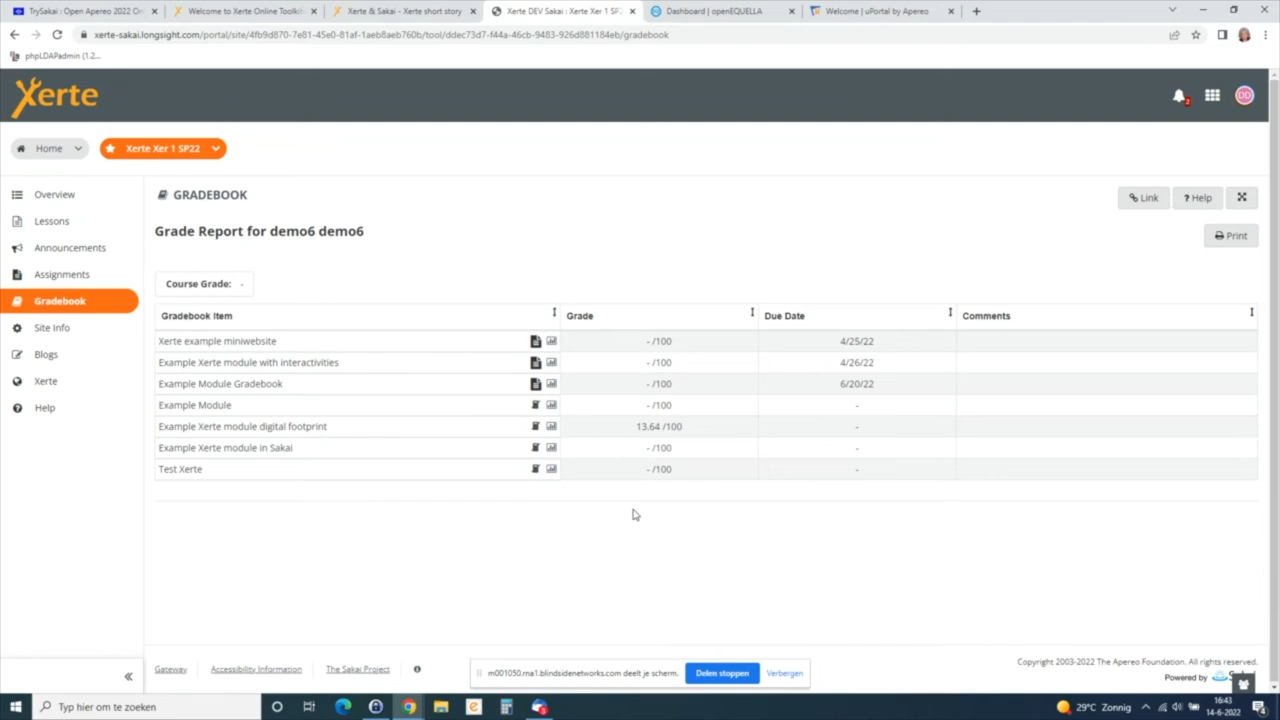 TrySakai : Open Apereo 2022 On
Welcome to Xerte Online Toolkit
Xerte & Sakai - Xerte short story
Xerte DEV Sakai : Xerte Xer 1 SP2
Dashboard | openEQUELLA
Welcome | uPortal by Apereo
xerte-sakai.longsight.com/portal/site/4fb9d870-7e81-45e0-81af-1aeb8aeb760b/tool/ddec73d7-f44a-46cb-9483-926d881184eb/gradebook
phpLDAPadmin (1.2...
Xerte
2
DD
Home
Xerte Xer 1 SP22
Overview
Lessons
Announcements
Assignments
Gradebook
Site Info
Blogs
Xerte
Help
GRADEBOOK
Link
? Help
Grade Report for demo6 demo6
Print
Course Grade: -
Gradebook Item Grade Due Date Comments
Xerte example miniwebsite - /100 4/25/22
Example Xerte module with interactivities - /100 4/26/22
Example Module Gradebook - /100 6/20/22
Example Module - /100 -
Example Xerte module digital footprint 13.64 /100 -
Example Xerte module in Sakai - /100 -
Test Xerte - /100 -
Gateway
Accessibility Information
The Sakai Project
m001050.rna1.blindsidenetworks.com deelt je scherm.
Delen stoppen
Verbergen
Copyright 2003-2022 The Apereo Foundation. All rights reserved.
Powered by
Typ hier om te zoeken
29°C Zonnig
16:43
14-6-2022
4